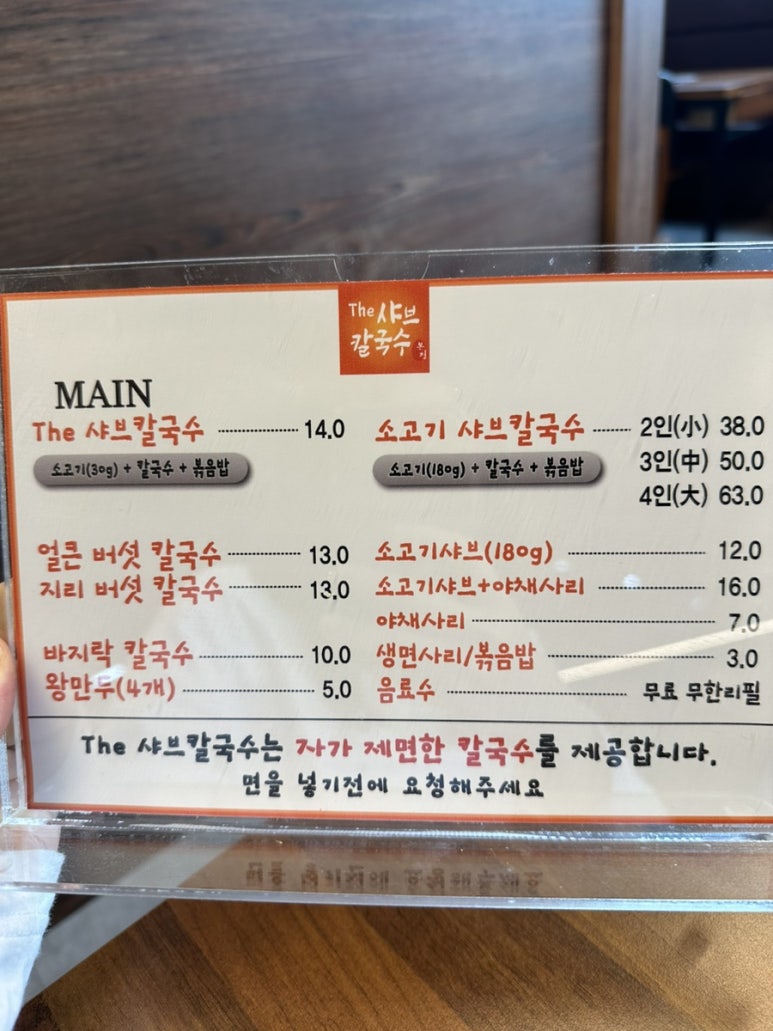 The 샤브
칼국수
본점
MAIN
The 샤브칼국수 14.0
소고기(30g) + 칼국수 + 볶음밥
얼큰 버섯 칼국수 13.0
지리 버섯 칼국수 13.0
바지락 칼국수 10.0
왕만두(4개) 5.0
소고기 샤브칼국수 2인(小) 38.0
소고기(180g) + 칼국수 + 볶음밥 3인(中) 50.0
4인(大) 63.0
소고기샤브(180g) 12.0
소고기샤브+야채사리 16.0
야채사리 7.0
생면사리/볶음밥 3.0
음료수 무료 무한리필
The 샤브칼국수는 자가 제면한 칼국수를 제공합니다.
면을 넣기전에 요청해주세요